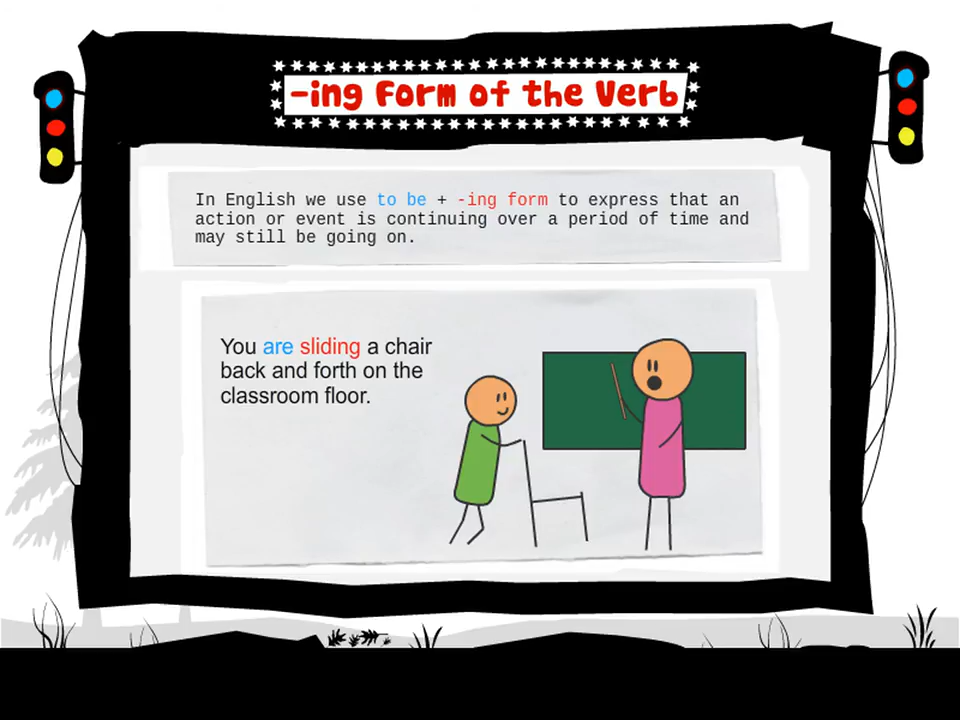 -ing Form of the Verb
In English we use to be + -ing form to express that an
action or event is continuing over a period of time and
may still be going on.
You are sliding a chair
back and forth on the
classroom floor.